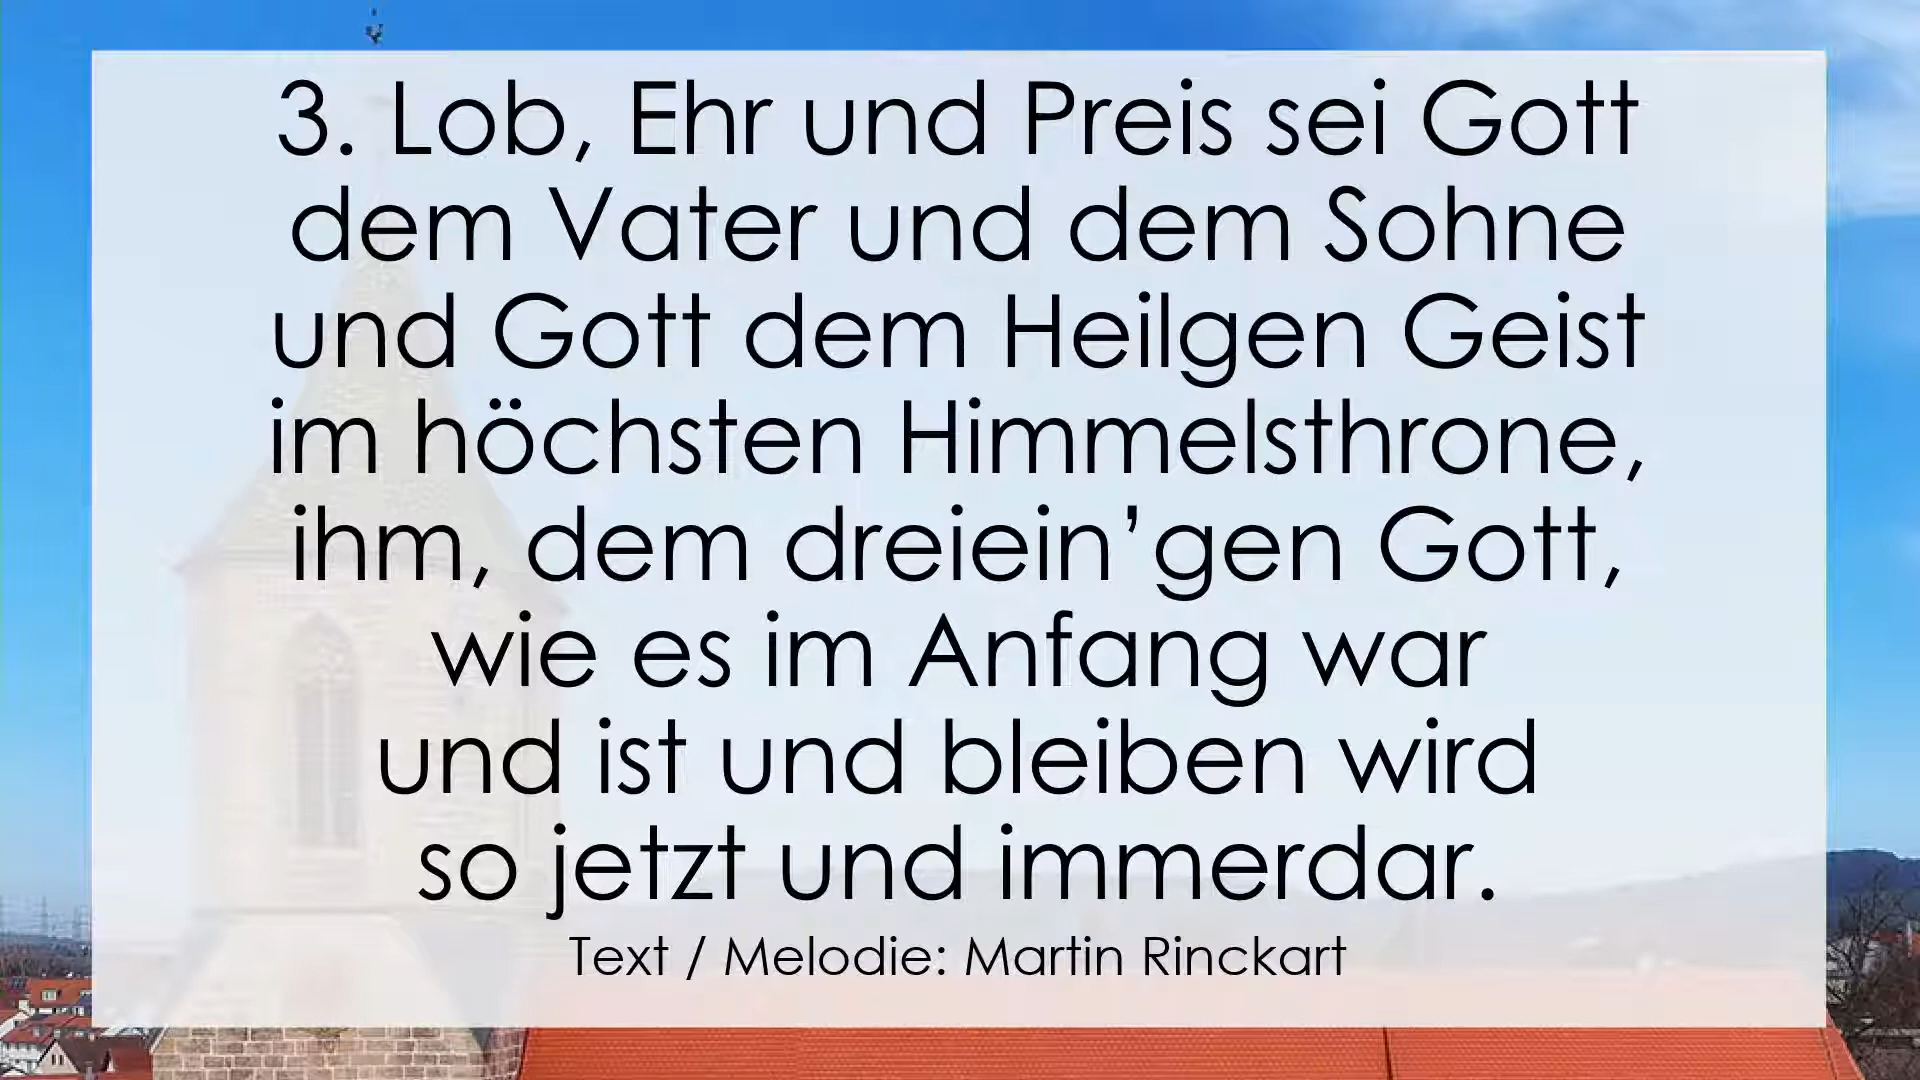 3. Lob, Ehr und Preis sei Gott
dem Vater und dem Sohne
und Gott dem Heilgen Geist
im höchsten Himmelsthrone,
ihm, dem dreiein’gen Gott,
wie es im Anfang war
und ist und bleiben wird
so jetzt und immerdar.
Text / Melodie: Martin Rinckart